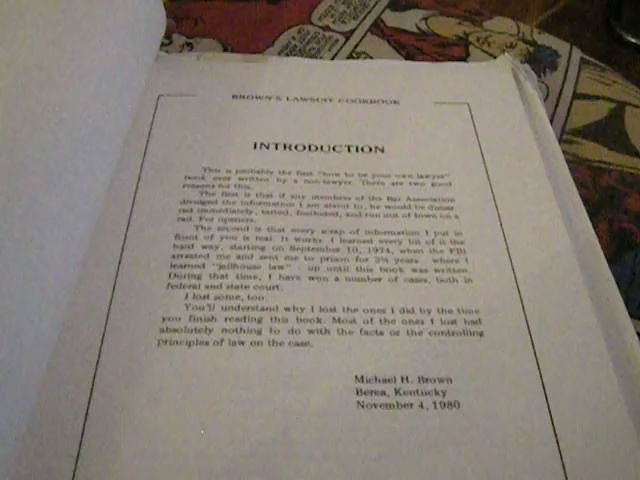 BROWN'S LAWSUIT COOKBOOK
INTRODUCTION
This is probably the first "how to be your own lawyer"
book ever written by a non-lawyer. There are two good
reasons for this.
The first is that if any members of the Bar Association
divulged the information I am about to, he would be disbar-
red immediately, tarred, feathered, and run out of town on a
rail. For openers.
The second is that every scrap of information I put in
front of you is real. It works. I learned every bit of it the
hard way, starting on September 10, 1974, when the FBI
arrested me and sent me to prison for 3½ years - where I
learned "jailhouse law" - up until this book was written.
During that time, I have won a number of cases, both in
federal and state court.
I lost some, too.
You'll understand why I lost the ones I did by the time
you finish reading this book. Most of the ones I lost had
absolutely nothing to do with the facts or the controlling
principles of law on the case.
Michael H. Brown
Berea, Kentucky
November 4, 1980